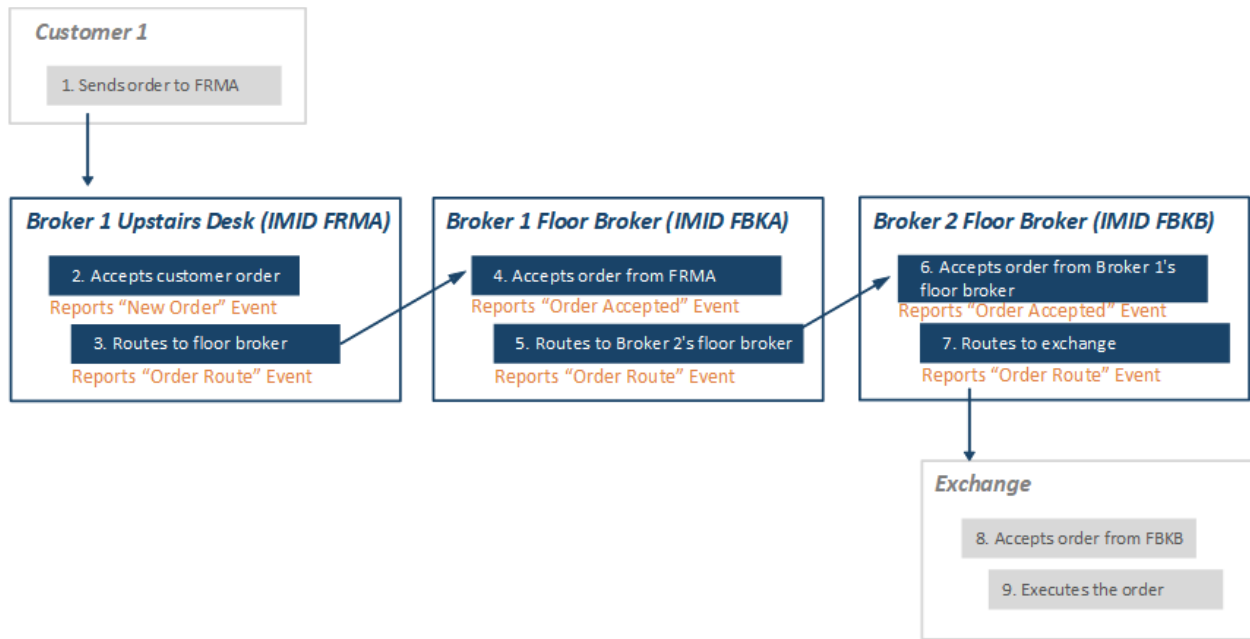 Customer 1
1. Sends order to FRMA
Broker 1 Upstairs Desk (IMID FRMA)
2. Accepts customer order
Reports “New Order” Event
3. Routes to floor broker
Reports “Order Route” Event
Broker 1 Floor Broker (IMID FBKA)
4. Accepts order from FRMA
Reports “Order Accepted” Event
5. Routes to Broker 2's floor broker
Reports “Order Route” Event
Broker 2 Floor Broker (IMID FBKB)
6. Accepts order from Broker 1's
floor broker
Reports “Order Accepted” Event
7. Routes to exchange
Reports “Order Route” Event
Exchange
8. Accepts order from FBKB
9. Executes the order